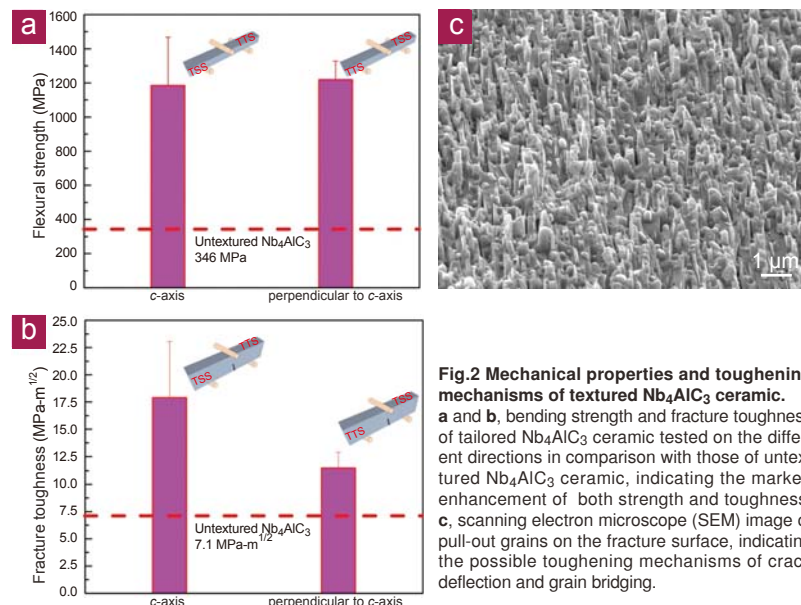 a
1600
1400
1200
1000
800
600
400
200
0
Flexural strength (MPa)
TSS
TTS
TTS
TSS
Untextured Nb₄AlC₃
346 MPa
c-axis
perpendicular to c-axis
b
25.0
22.5
20.0
17.5
15.0
12.5
10.0
7.5
5.0
2.5
0.0
Fracture toughness (MPa-m^1/2)
TSS
TTS
TTS
TSS
Untextured Nb₄AlC₃
7.1 MPa-m^1/2
c-axis
perpendicular to c-axis
c
1 μm
Fig.2 Mechanical properties and toughenin
mechanisms of textured Nb₄AlC₃ ceramic.
a and b, bending strength and fracture toughnes
of tailored Nb₄AlC₃ ceramic tested on the differ
ent directions in comparison with those of untex
tured Nb₄AlC₃ ceramic, indicating the marke
enhancement of both strength and toughness
c, scanning electron microscope (SEM) image o
pull-out grains on the fracture surface, indicatin
the possible toughening mechanisms of crac
deflection and grain bridging.